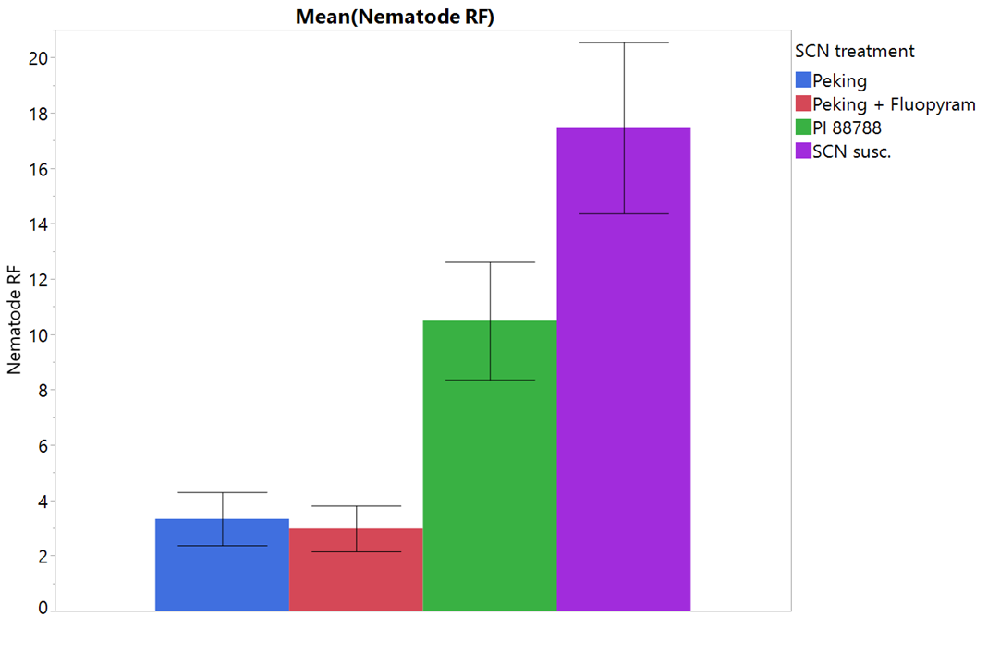 Mean(Nematode RF)
Nematode RF
20
18
16
14
12
10
8
6
4
2
0
SCN treatment
Peking
Peking + Fluopyram
PI 88788
SCN susc.